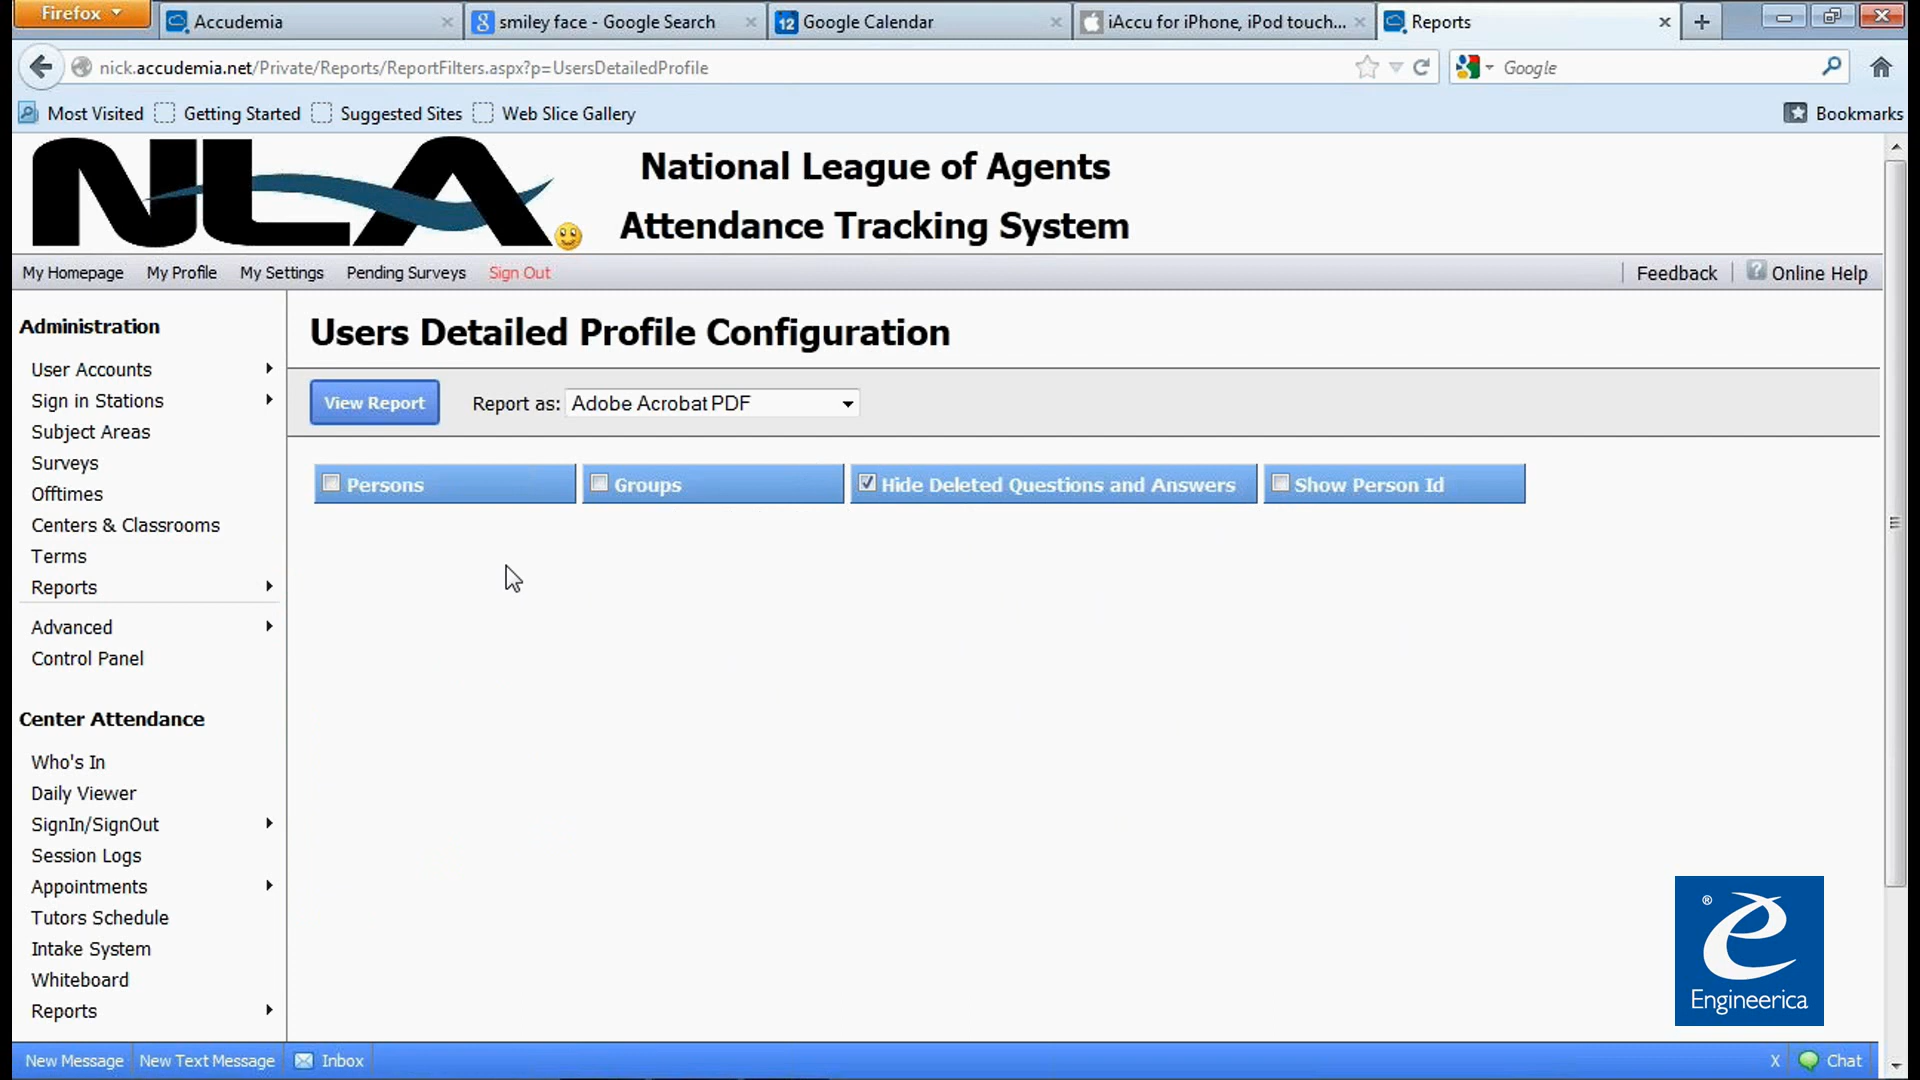 Firefox
Accudemia
smiley face - Google Search
12 Google Calendar
iAccu for iPhone, iPod touch...
Reports
nick.accudemia.net/Private/Reports/ReportFilters.aspx?p=UsersDetailedProfile
Google
Most Visited
Getting Started
Suggested Sites
Web Slice Gallery
Bookmarks
NLA
National League of Agents
Attendance Tracking System
My Homepage
My Profile
My Settings
Pending Surveys
Sign Out
Feedback
Online Help
Administration
User Accounts
Sign in Stations
Subject Areas
Surveys
Offtimes
Centers & Classrooms
Terms
Reports
Advanced
Control Panel
Center Attendance
Who's In
Daily Viewer
SignIn/SignOut
Session Logs
Appointments
Tutors Schedule
Intake System
Whiteboard
Reports
Users Detailed Profile Configuration
View Report
Report as: Adobe Acrobat PDF
Persons
Groups
Hide Deleted Questions and Answers
Show Person Id
® e
Engineerica
New Message
New Text Message
Inbox
X
Chat